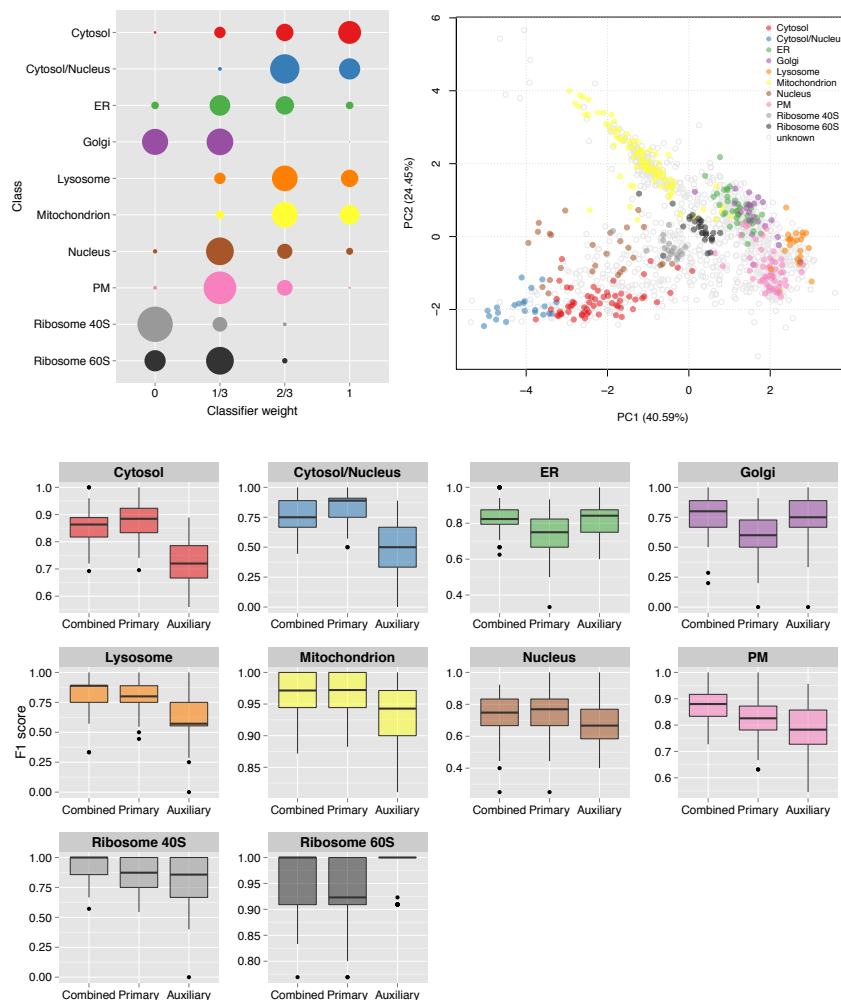 Class
Cytosol
Cytosol/Nucleus
ER
Golgi
Lysosome
Mitochondrion
Nucleus
PM
Ribosome 40S
Ribosome 60S
0 1/3 2/3 1
Classifier weight
PC2 (24.45%)
6
4
2
0
−2
−4 −2 0 2
PC1 (40.59%)
Cytosol
Cytosol/Nucleus
ER
Golgi
Lysosome
Mitochondrion
Nucleus
PM
Ribosome 40S
Ribosome 60S
unknown
F1 score
Cytosol
1.0
0.9
0.8
0.7
0.6
Combined Primary Auxiliary
Cytosol/Nucleus
1.00
0.75
0.50
0.25
0.00
Combined Primary Auxiliary
ER
1.0
0.8
0.6
0.4
Combined Primary Auxiliary
Golgi
1.00
0.75
0.50
0.25
0.00
Combined Primary Auxiliary
Lysosome
1.00
0.75
0.50
0.25
0.00
Combined Primary Auxiliary
Mitochondrion
1.00
0.95
0.90
0.85
Combined Primary Auxiliary
Nucleus
1.0
0.8
0.6
0.4
Combined Primary Auxiliary
PM
1.0
0.9
0.8
0.7
0.6
Combined Primary Auxiliary
Ribosome 40S
1.00
0.75
0.50
0.25
0.00
Combined Primary Auxiliary
Ribosome 60S
1.00
0.95
0.90
0.85
0.80
Combined Primary Auxiliary